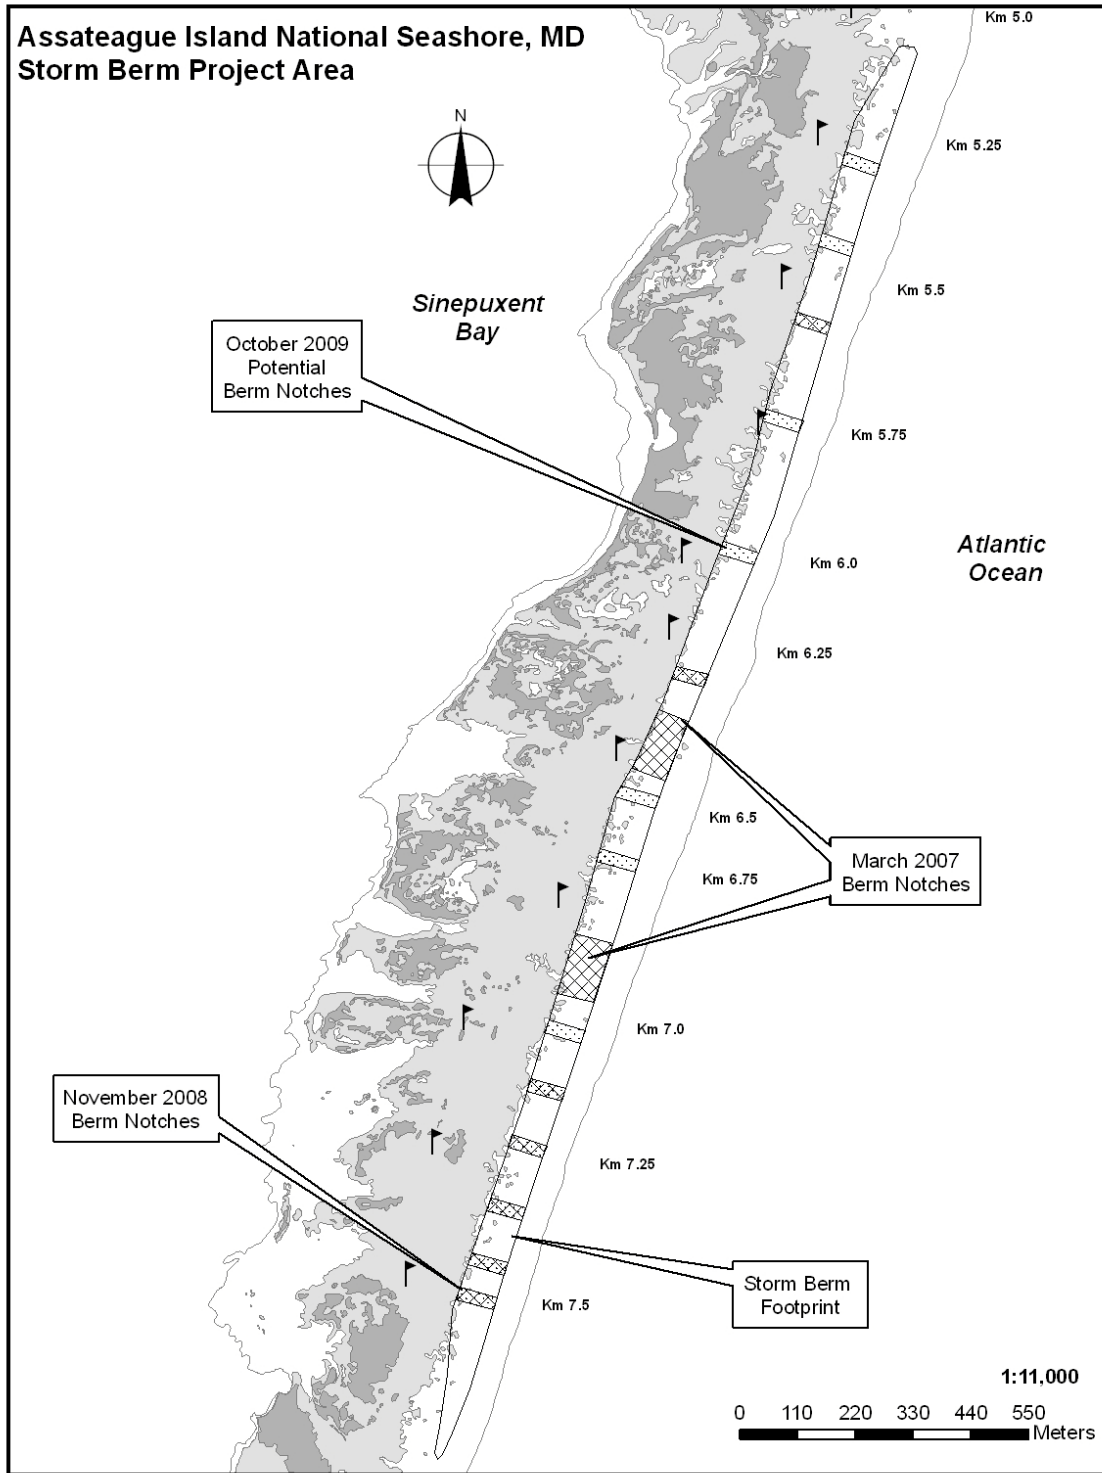 Assateague Island National Seashore, MD
Storm Berm Project Area
Km 5.0
N
Km 5.25
Sinepuxent
Bay
Km 5.5
October 2009
Potential
Berm Notches
Km 5.75
Atlantic
Ocean
Km 6.0
Km 6.25
Km 6.5
March 2007
Berm Notches
Km 6.75
Km 7.0
November 2008
Berm Notches
Km 7.25
Storm Berm
Footprint
Km 7.5
1:11,000
0 110 220 330 440 550
Meters